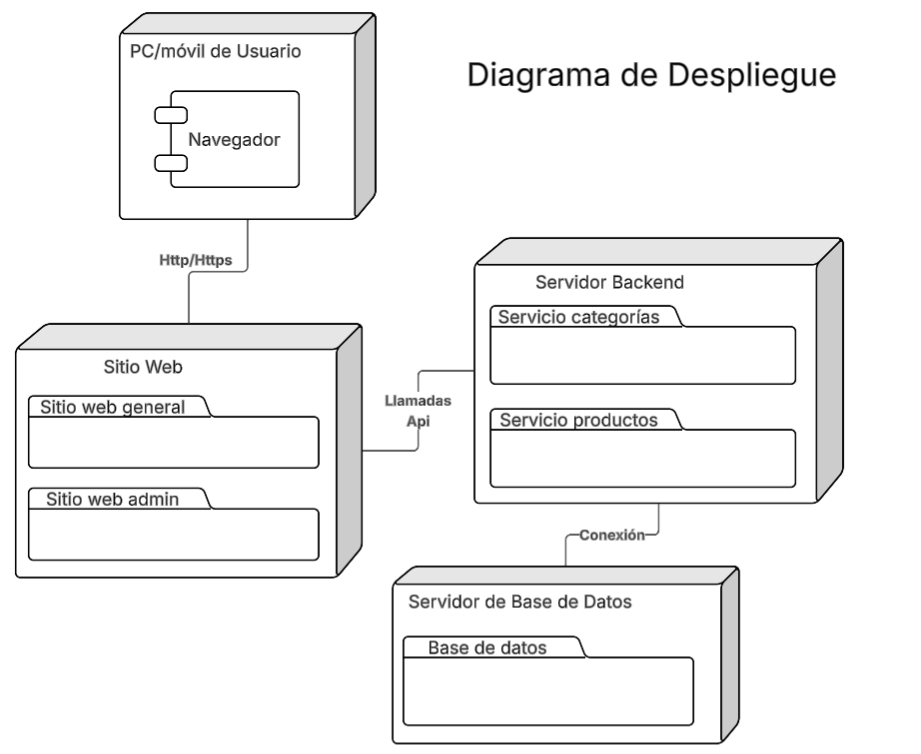 PC/móvil de Usuario
Diagrama de Despliegue
Navegador
Http/Https
Servidor Backend
Servicio categorías
Servicio productos
Sitio Web
Sitio web general
Sitio web admin
Llamadas
Api
Conexión
Servidor de Base de Datos
Base de datos